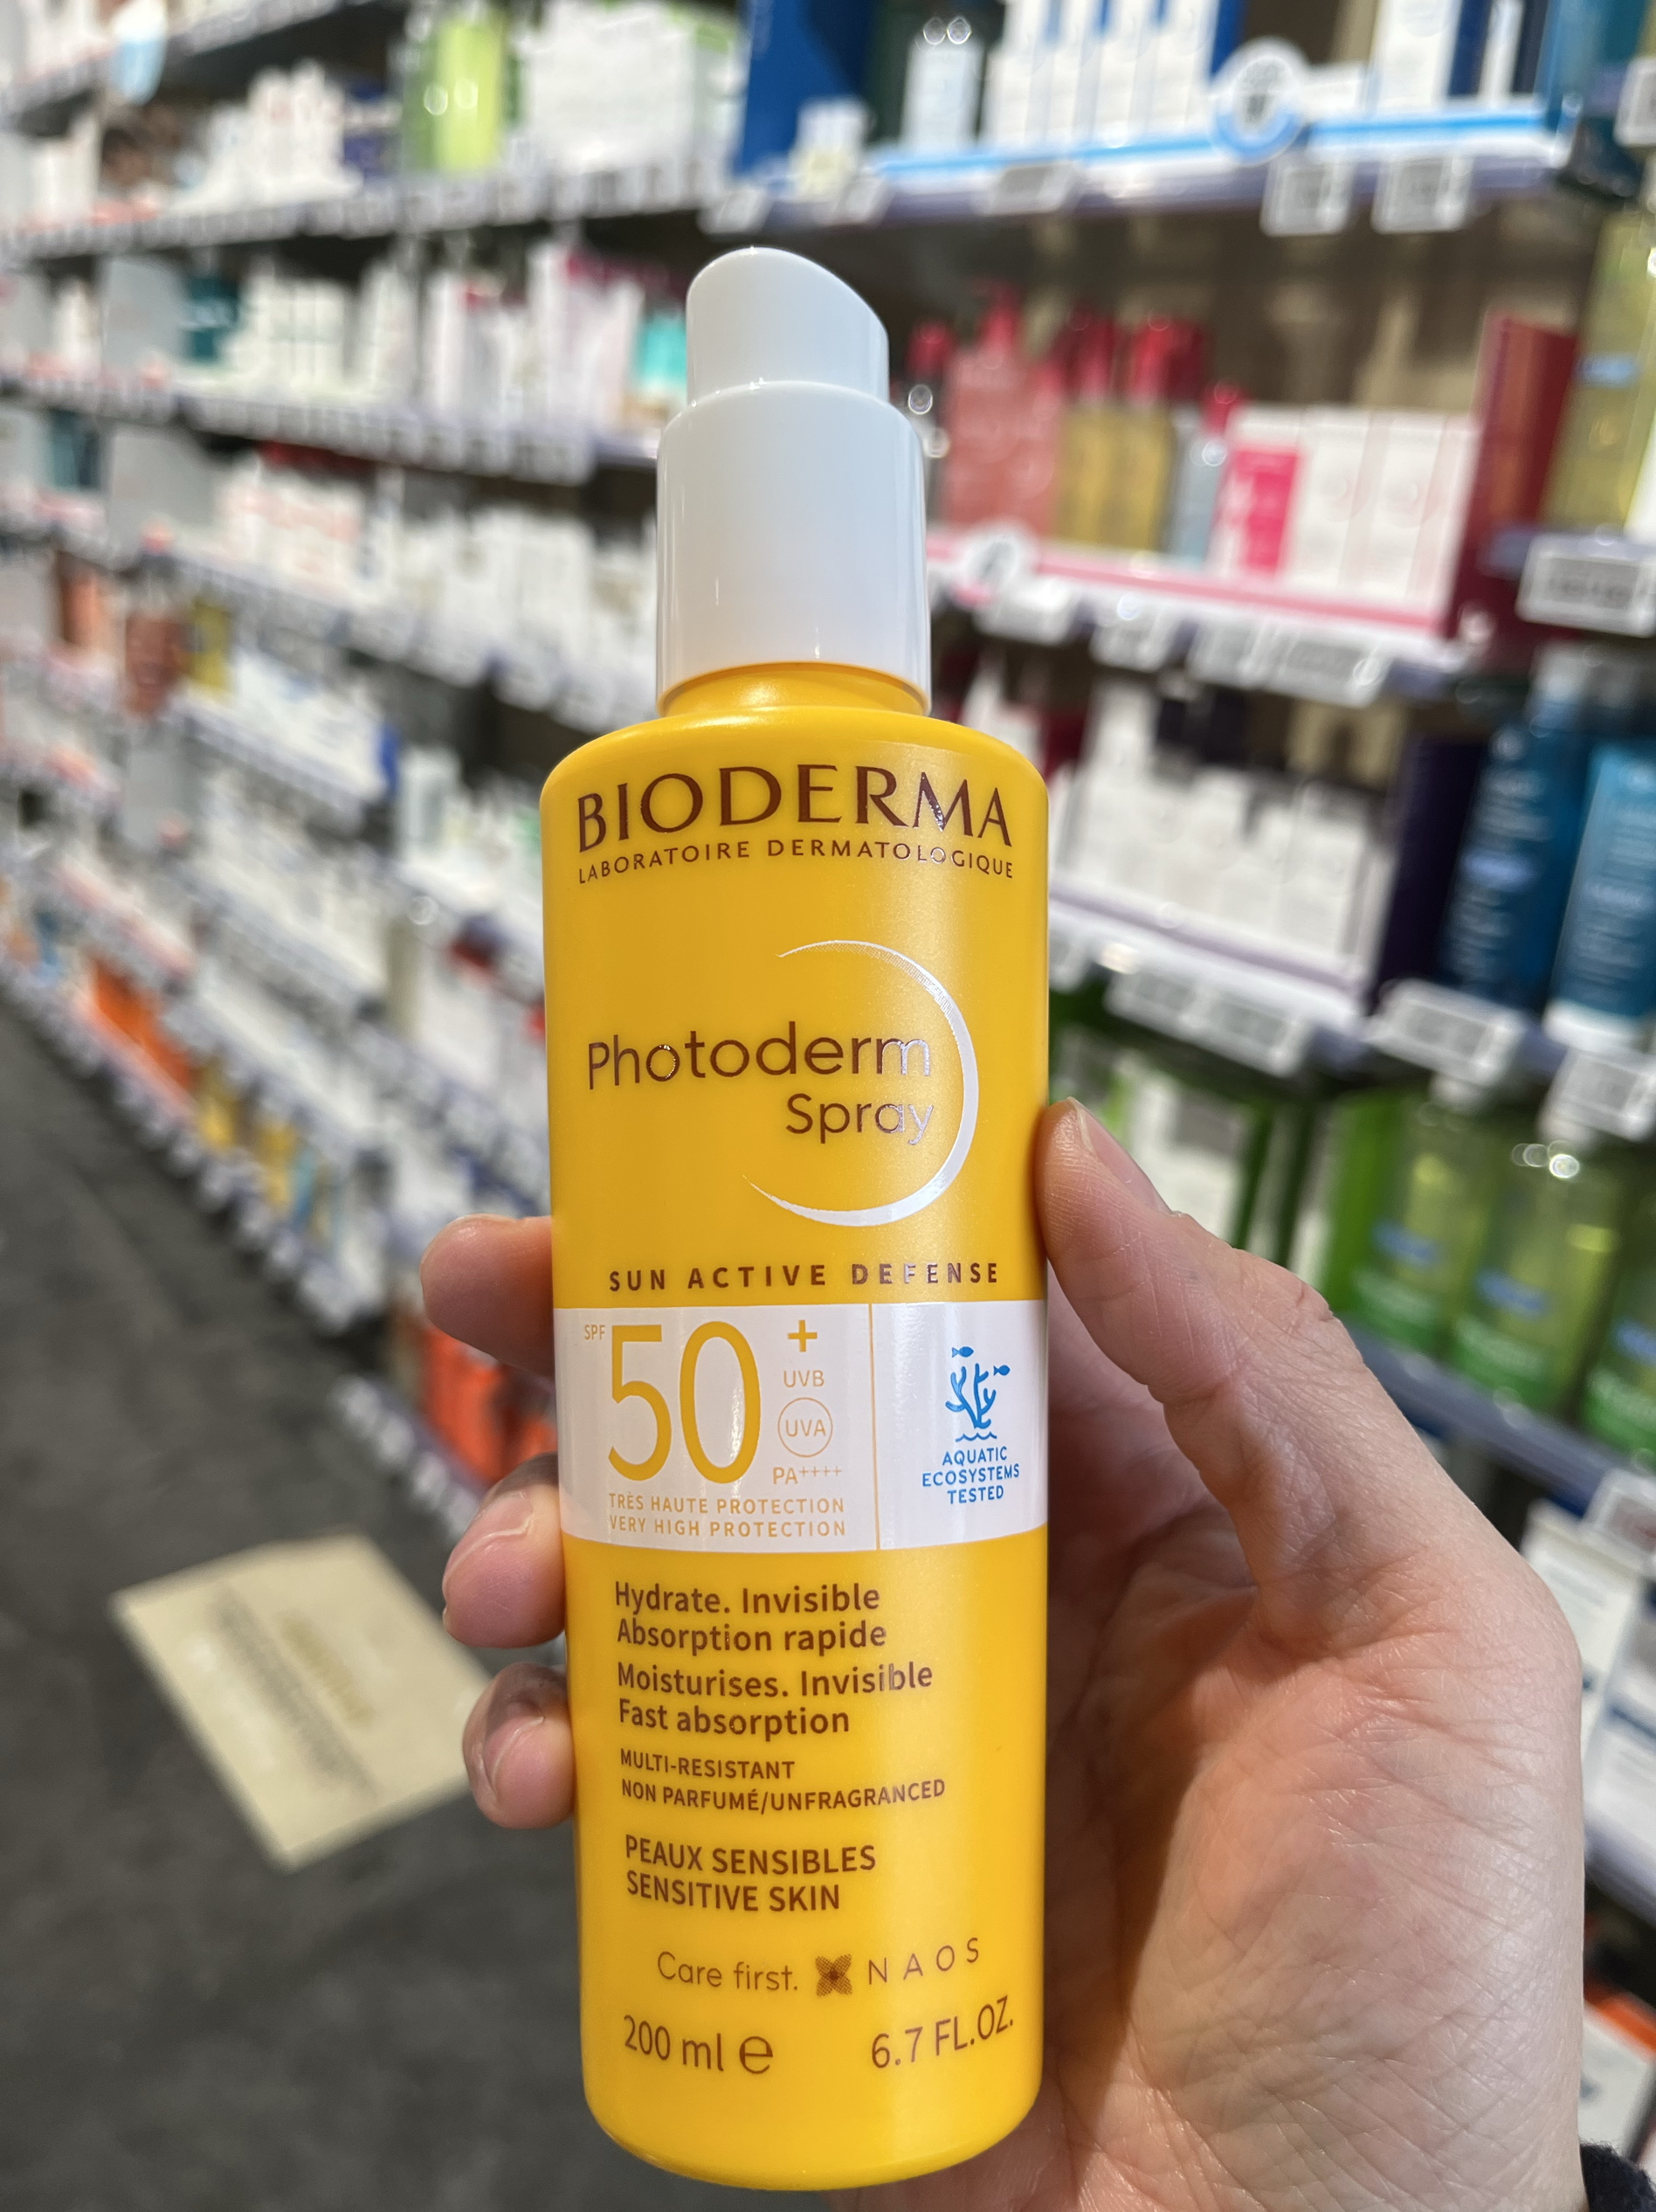 BIODERMA
LABORATOIRE DERMATOLOGIQUE
Photoderm
Spray
SUN ACTIVE DEFENSE
SPF 50+
UVB
UVA
PA++++
TRÈS HAUTE PROTECTION
VERY HIGH PROTECTION
AQUATIC
ECOSYSTEMS
TESTED
Hydrate. Invisible
Absorption rapide
Moisturises. Invisible
Fast absorption
MULTI-RESISTANT
NON PARFUMÉ/UNFRAGRANCED
PEAUX SENSIBLES
SENSITIVE SKIN
Care first. NAOS
200 ml e 6.7 FL.OZ.